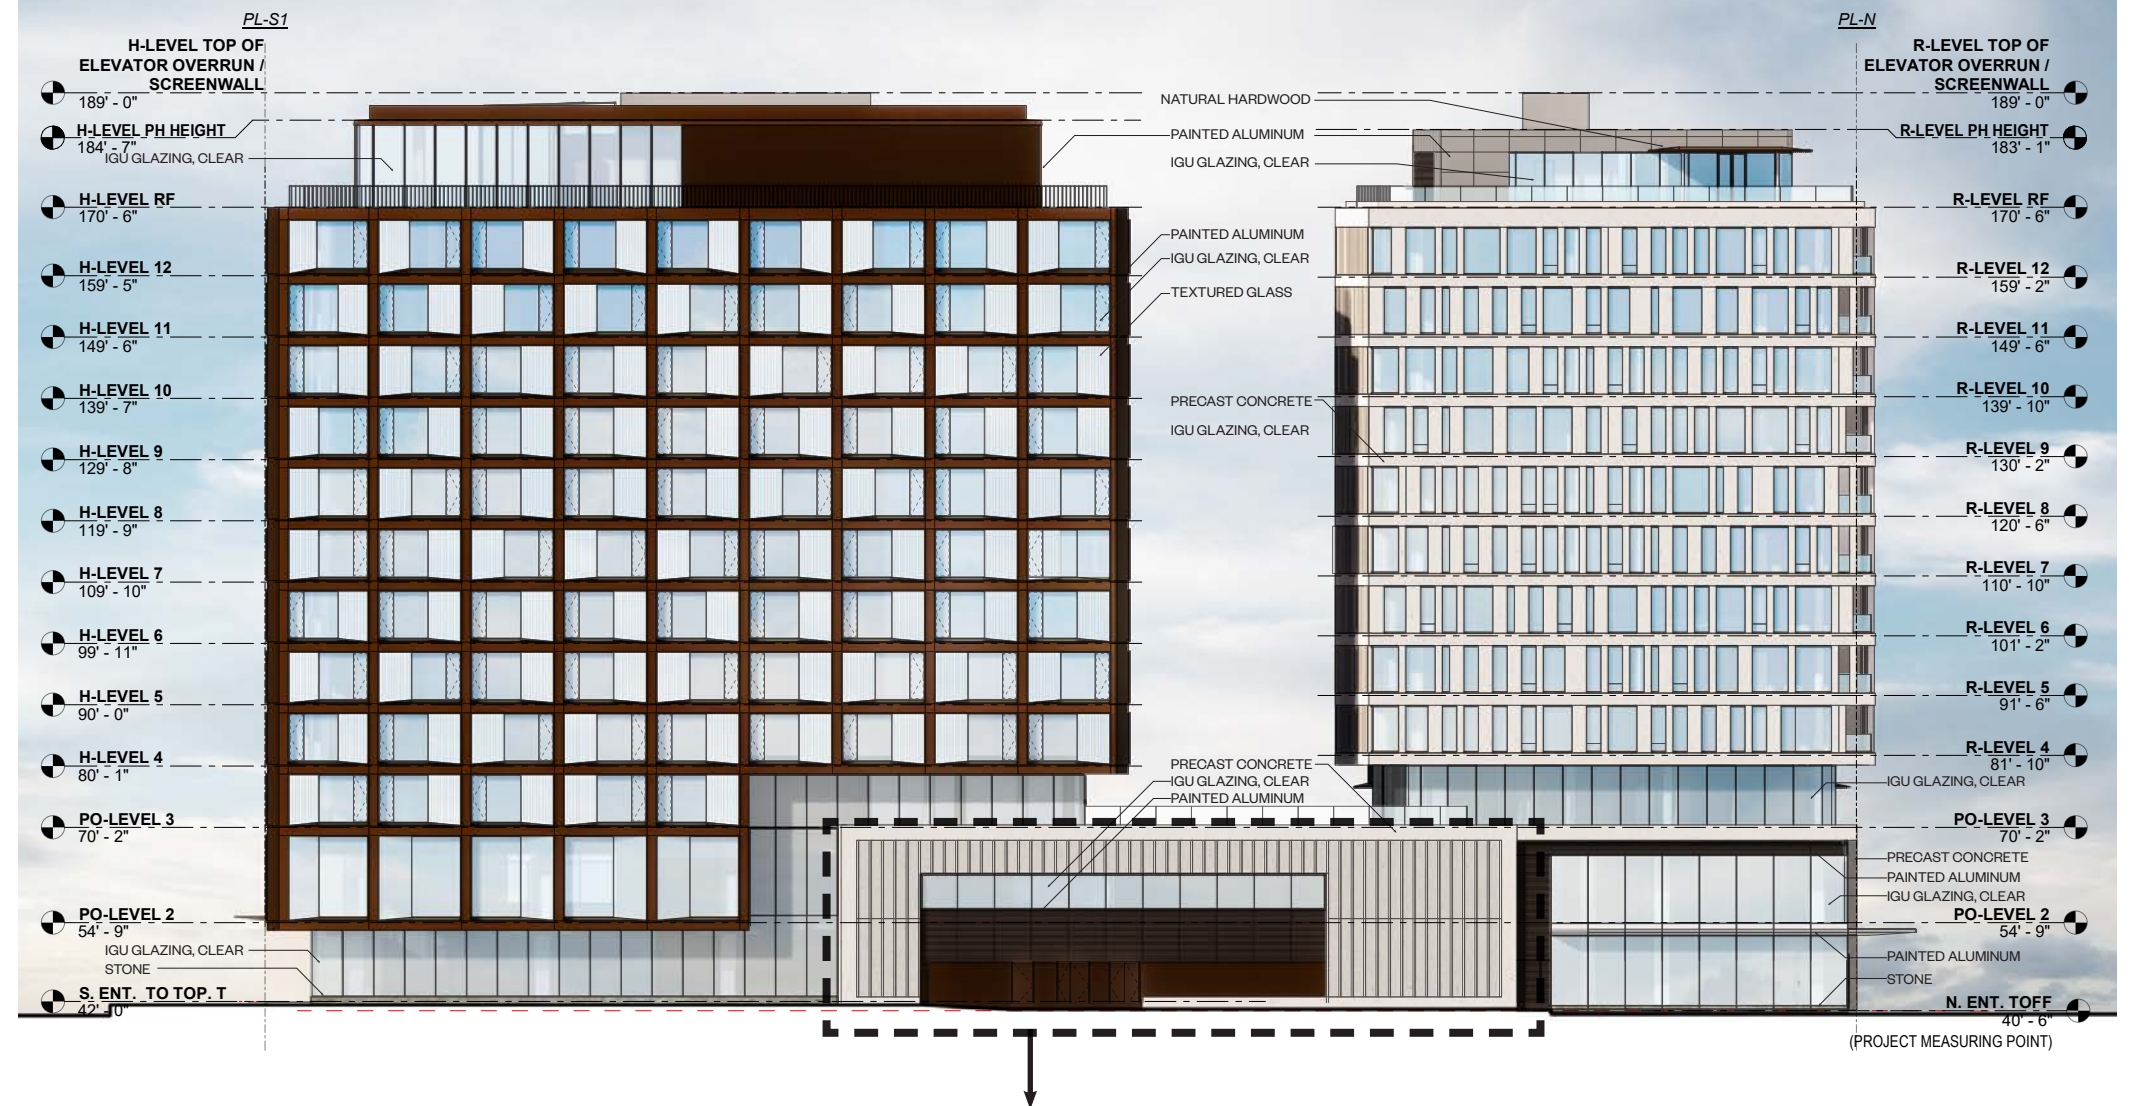 PL-S1
H-LEVEL TOP OF
ELEVATOR OVERRUN /
SCREENWALL
189' - 0"
H-LEVEL PH HEIGHT
184' - 7"
IGU GLAZING, CLEAR
H-LEVEL RF
170' - 6"
H-LEVEL 12
159' - 5"
H-LEVEL 11
149' - 6"
H-LEVEL 10
139' - 7"
H-LEVEL 9
129' - 8"
H-LEVEL 8
119' - 9"
H-LEVEL 7
109' - 10"
H-LEVEL 6
99' - 11"
H-LEVEL 5
90' - 0"
H-LEVEL 4
80' - 1"
PO-LEVEL 3
70' - 2"
PO-LEVEL 2
54' - 9"
IGU GLAZING, CLEAR
STONE
S. ENT. TO TOP. T
42' - 0"
NATURAL HARDWOOD
PAINTED ALUMINUM
IGU GLAZING, CLEAR
PAINTED ALUMINUM
IGU GLAZING, CLEAR
TEXTURED GLASS
PRECAST CONCRETE
IGU GLAZING, CLEAR
PRECAST CONCRETE
IGU GLAZING, CLEAR
PAINTED ALUMINUM
PL-N
R-LEVEL TOP OF
ELEVATOR OVERRUN /
SCREENWALL
189' - 0"
R-LEVEL PH HEIGHT
183' - 1"
R-LEVEL RF
170' - 6"
R-LEVEL 12
159' - 2"
R-LEVEL 11
149' - 6"
R-LEVEL 10
139' - 10"
R-LEVEL 9
130' - 2"
R-LEVEL 8
120' - 6"
R-LEVEL 7
110' - 10"
R-LEVEL 6
101' - 2"
R-LEVEL 5
91' - 6"
R-LEVEL 4
81' - 10"
IGU GLAZING, CLEAR
PO-LEVEL 3
70' - 2"
PRECAST CONCRETE
PAINTED ALUMINUM
IGU GLAZING, CLEAR
PO-LEVEL 2
54' - 9"
PAINTED ALUMINUM
STONE
N. ENT. TOFF
40' - 6"
(PROJECT MEASURING POINT)